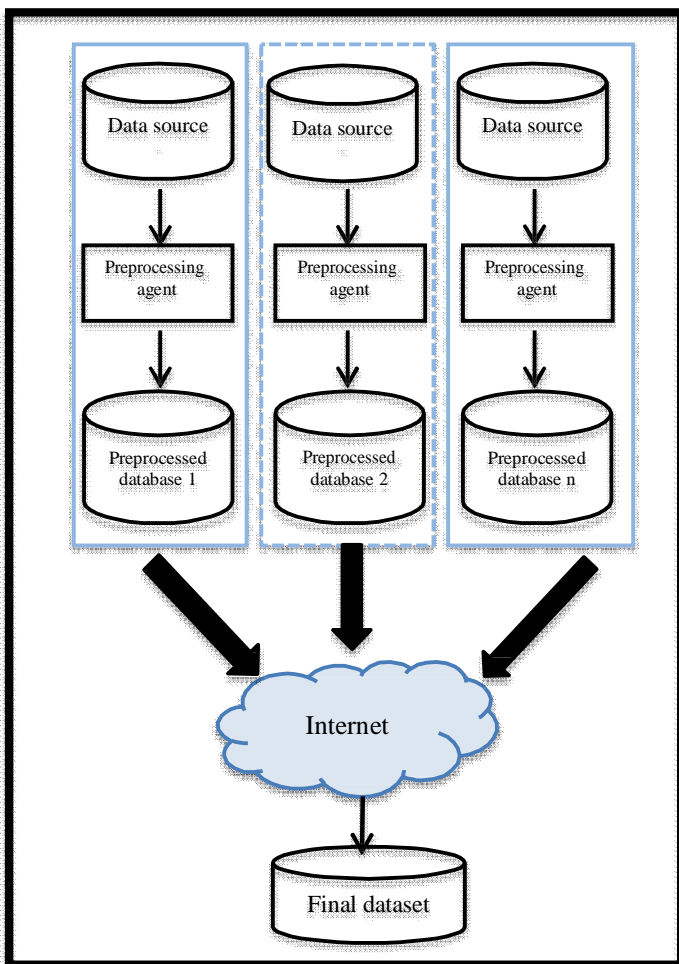 Data source
Data source
Data source
Preprocessing
agent
Preprocessing
agent
Preprocessing
agent
Preprocessed
database 1
Preprocessed
database 2
Preprocessed
database n
Internet
Final dataset